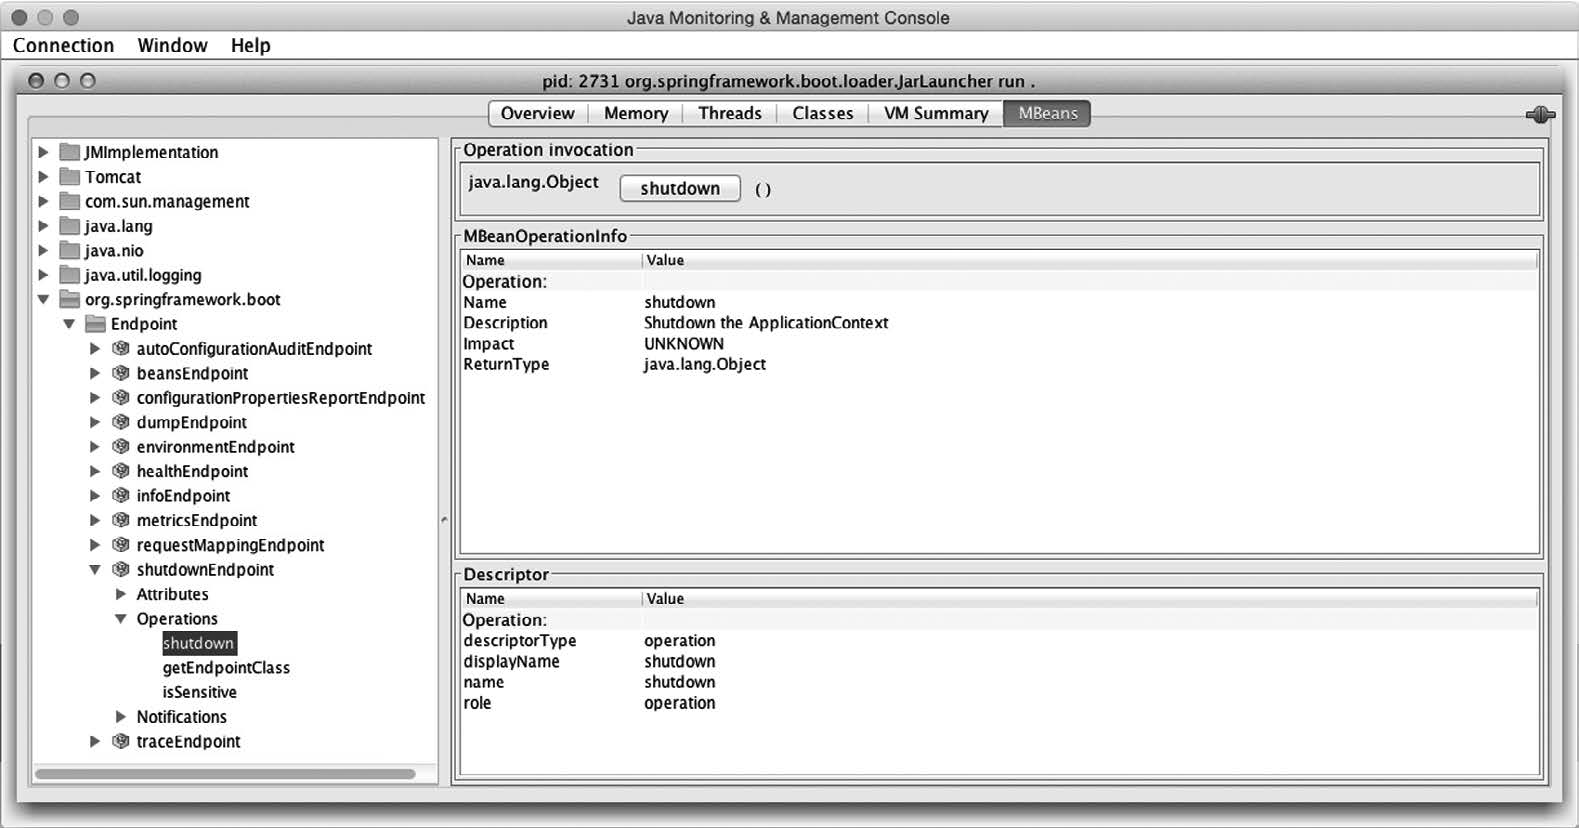 Java Monitoring & Management Console
Connection Window Help
pid: 2731 org.springframework.boot.loader.JarLauncher run .
Overview Memory Threads Classes VM Summary MBeans
JMImplementation
Tomcat
com.sun.management
java.lang
java.nio
java.util.logging
org.springframework.boot
Endpoint
autoConfigurationAuditEndpoint
beansEndpoint
configurationPropertiesReportEndpoint
dumpEndpoint
environmentEndpoint
healthEndpoint
infoEndpoint
metricsEndpoint
requestMappingEndpoint
shutdownEndpoint
Attributes
Operations
shutdown
getEndpointClass
isSensitive
Notifications
traceEndpoint
Operation invocation
java.lang.Object shutdown ( )
MBeanOperationInfo
Name Value
Operation:
Name shutdown
Description Shutdown the ApplicationContext
Impact UNKNOWN
ReturnType java.lang.Object
Descriptor
Name Value
Operation:
descriptorType operation
displayName shutdown
name shutdown
role operation